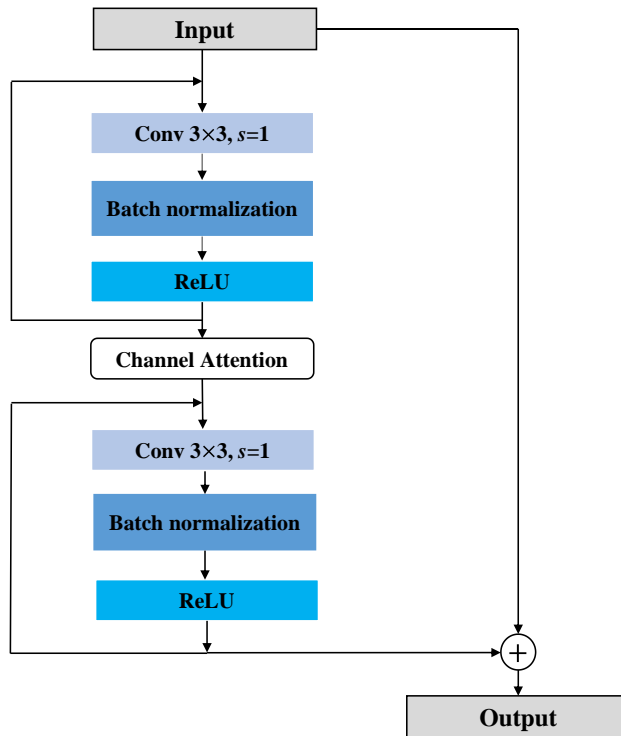 Input
Conv 3×3, s=1
Batch normalization
ReLU
Channel Attention
Conv 3×3, s=1
Batch normalization
ReLU
+
Output